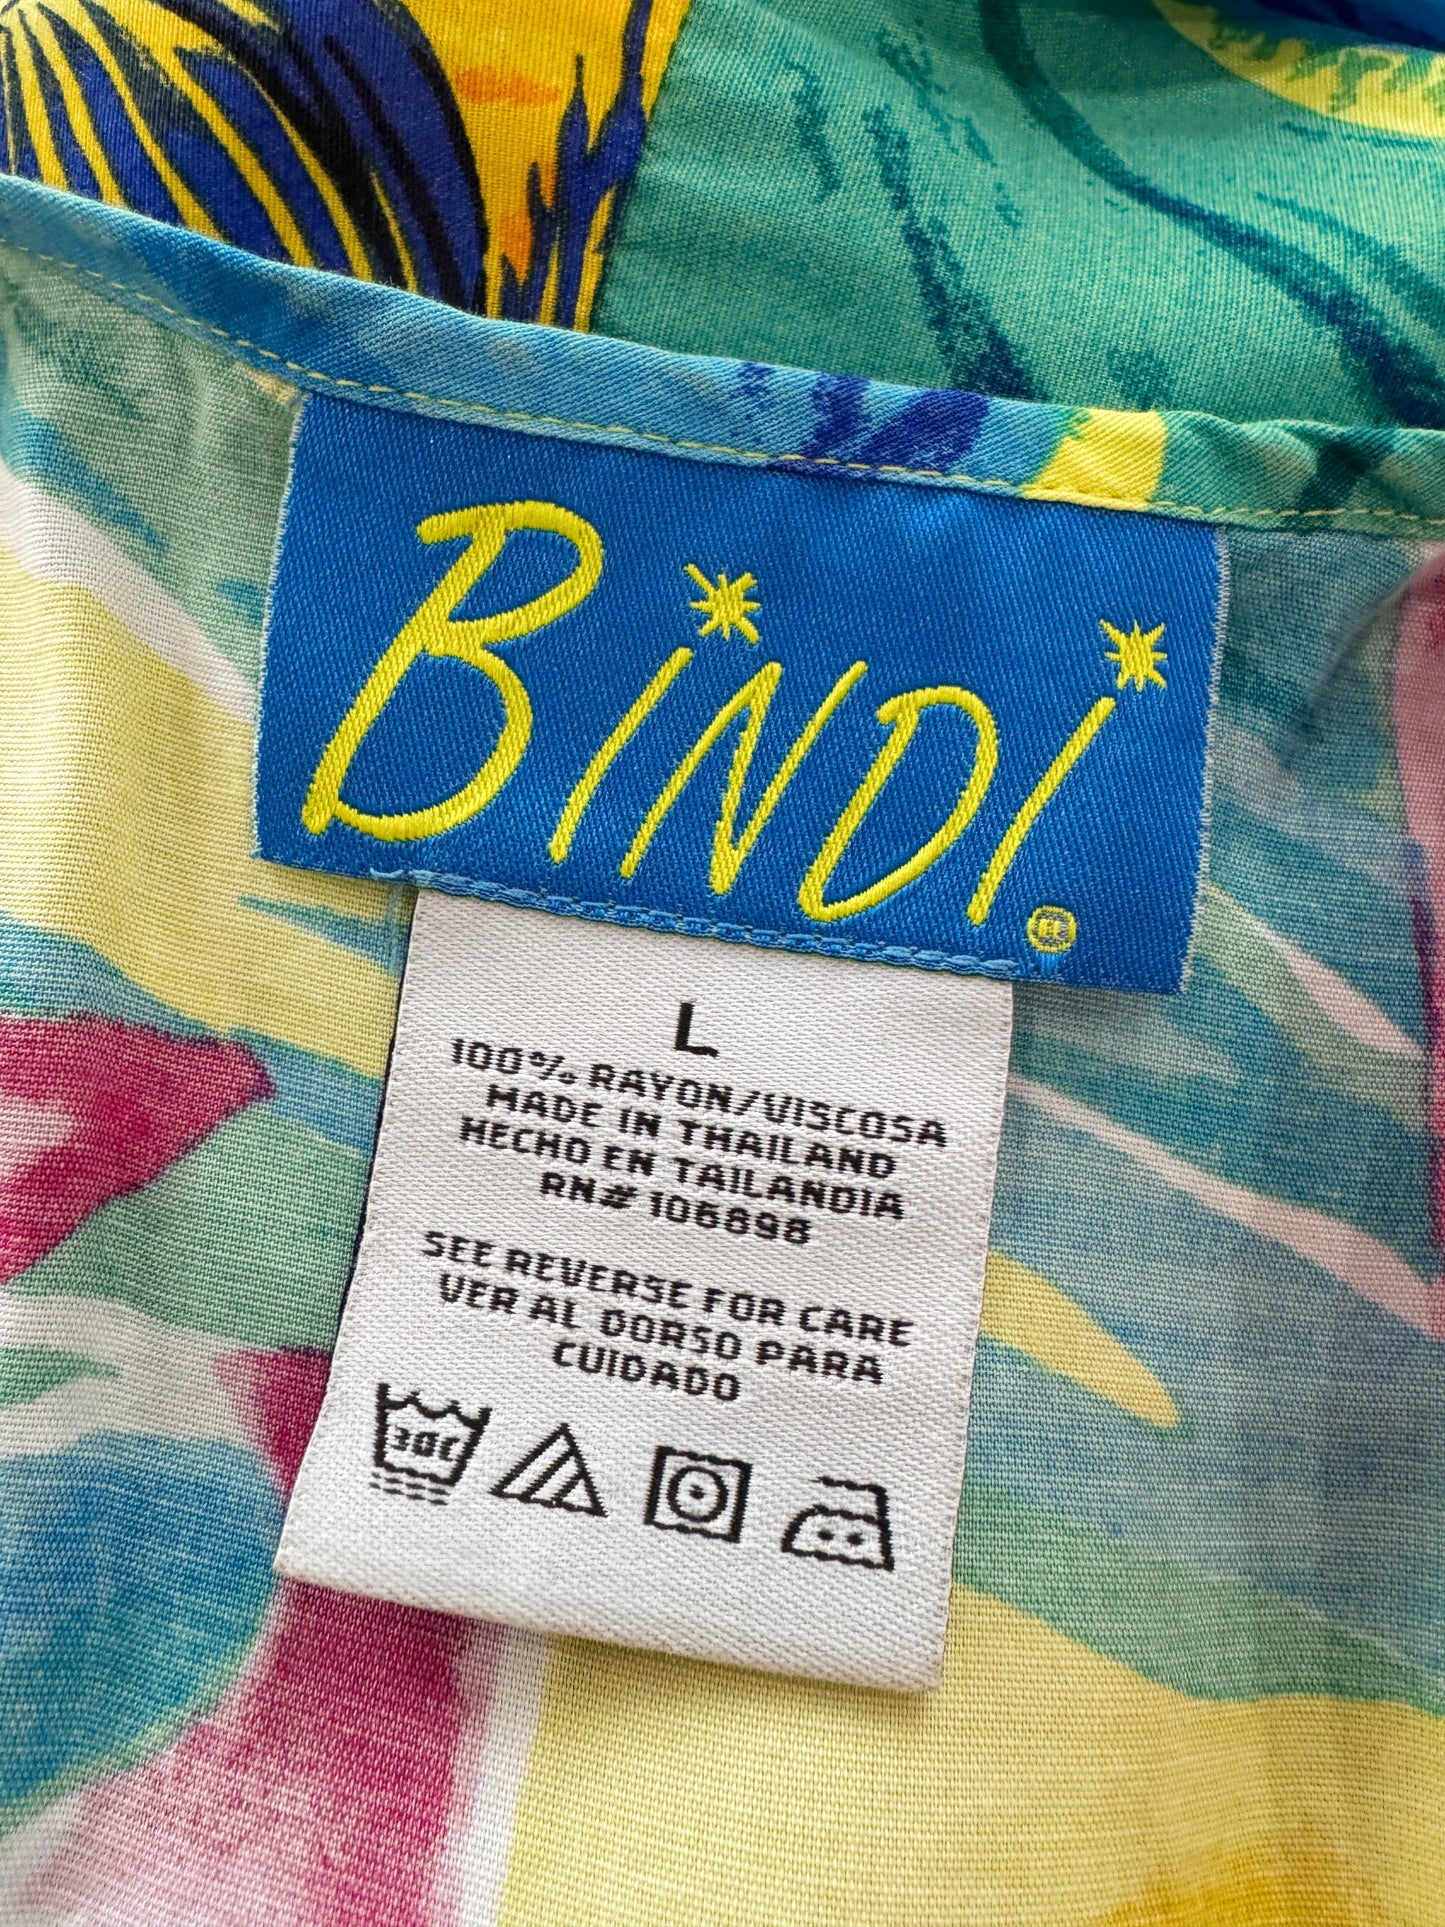 BiNDi®
L
100% RAYON/VISCOSA
MADE IN THAILAND
HECHO EN TAILANDIA
RN# 106898
SEE REVERSE FOR CARE
VER AL DORSO PARA
CUIDADO
30C